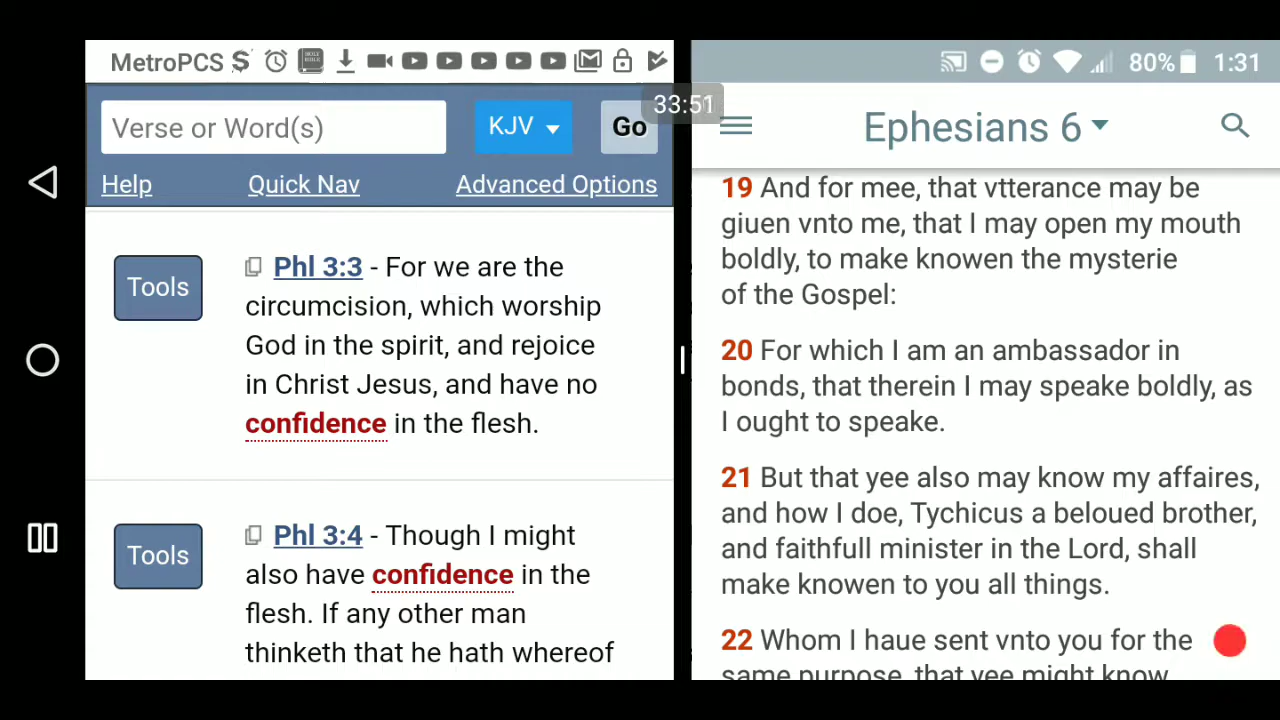 MetroPCS
80% 1:31
33:51
Verse or Word(s)
KJV
Go
Help
Quick Nav
Advanced Options
Tools
Phl 3:3 - For we are the
circumcision, which worship
God in the spirit, and rejoice
in Christ Jesus, and have no
confidence in the flesh.
Tools
Phl 3:4 - Though I might
also have confidence in the
flesh. If any other man
thinketh that he hath whereof
Ephesians 6
19 And for mee, that vtterance may be
giuen vnto me, that I may open my mouth
boldly, to make knowen the mysterie
of the Gospel:
20 For which I am an ambassador in
bonds, that therein I may speake boldly, as
I ought to speake.
21 But that yee also may know my affaires,
and how I doe, Tychicus a beloued brother,
and faithfull minister in the Lord, shall
make knowen to you all things.
22 Whom I haue sent vnto you for the
same purpose, that yee might know